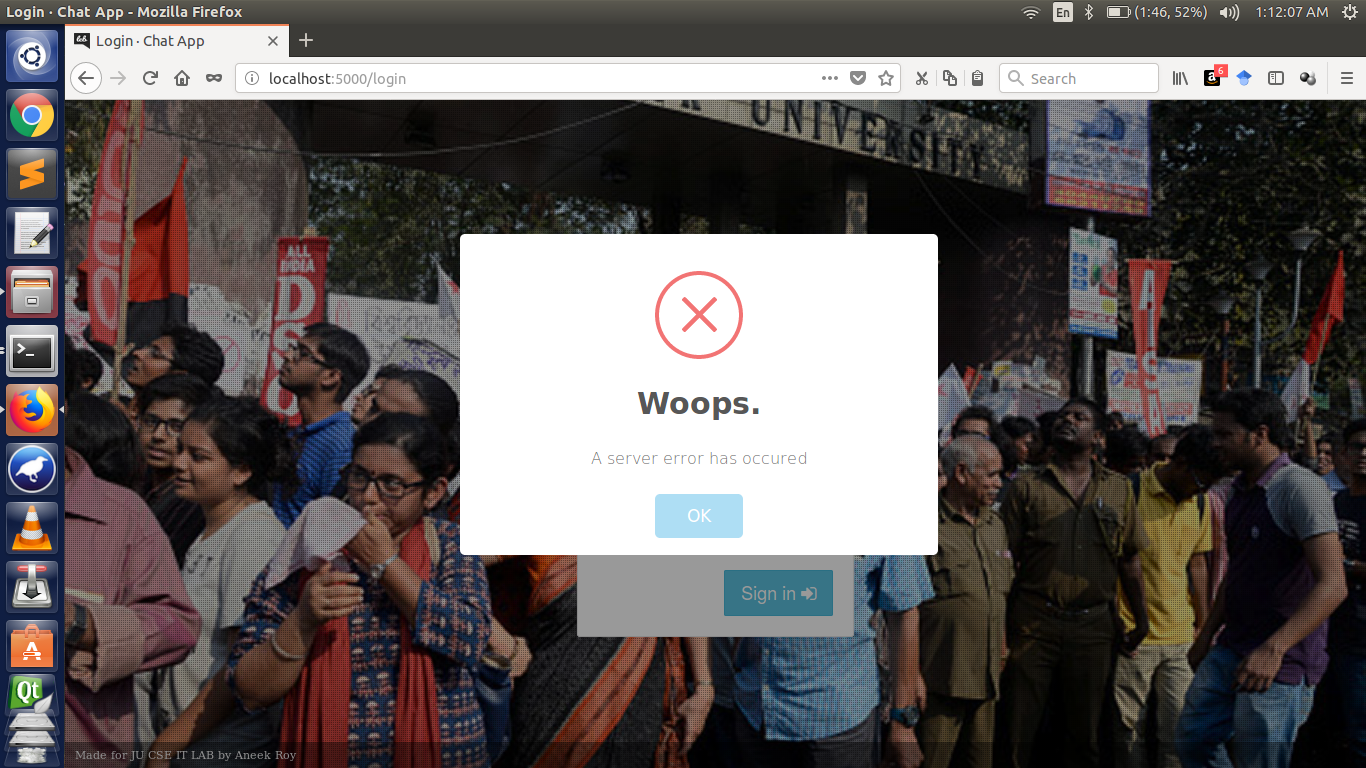 Login · Chat App - Mozilla Firefox
En
(1:46, 52%)
1:12:07 AM
Login · Chat App
localhost:5000/login
Search
6
UNIVERSITY
ALL
INDIA
D
S
Woops.
A server error has occured
OK
Sign in
Made for JU CSE IT LAB by Aneek Roy